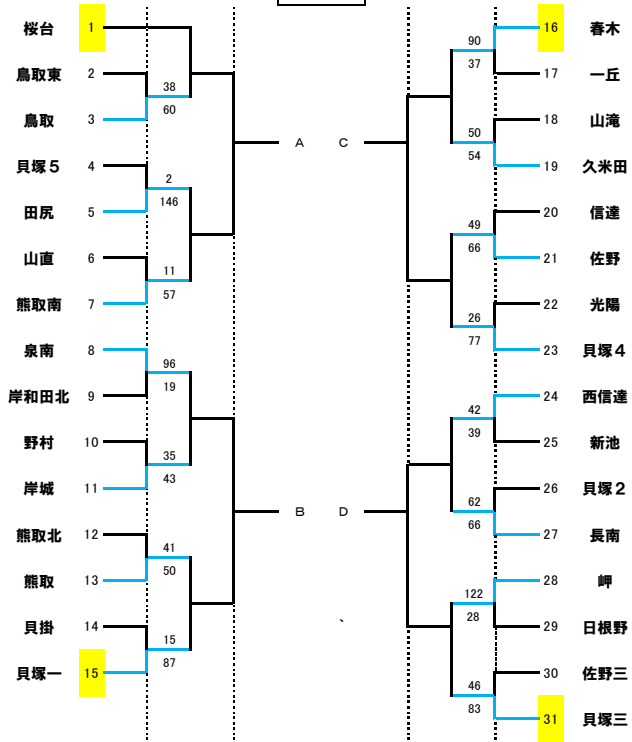 桜台 1
鳥取東 2
38
60
鳥取 3
貝塚5 4
2
146
田尻 5
山直 6
11
57
熊取南 7
泉南 8
96
19
岸和田北 9
野村 10
35
43
岸城 11
熊取北 12
41
50
熊取 13
貝掛 14
15
87
貝塚一 15
A C
B D
、
16 春木
90
37
17 一丘
18 山滝
50
54
19 久米田
20 信達
49
66
21 佐野
22 光陽
26
77
23 貝塚4
24 西信達
42
39
25 新池
26 貝塚2
62
66
27 長南
28 岬
122
28
29 日根野
30 佐野三
46
83
31 貝塚三